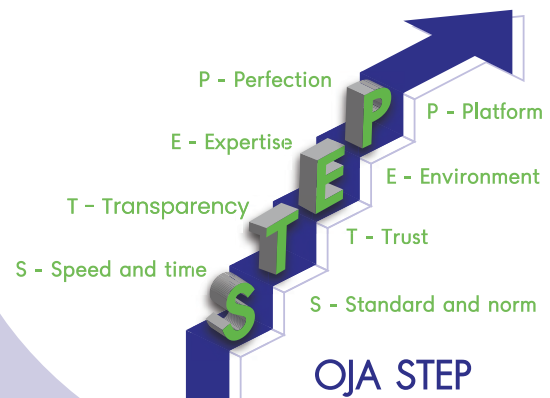 P - Perfection
P - Platform
E - Expertise
E - Environment
T - Transparency
T - Trust
S - Speed and time
S - Standard and norm
P
E
T
S
OJA STEP